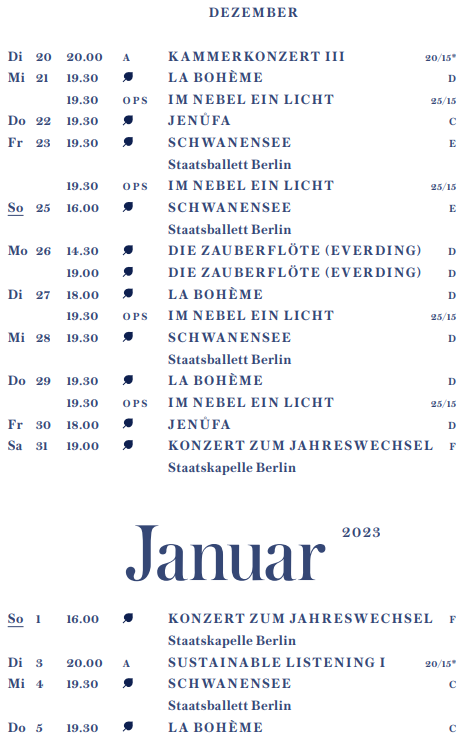 DEZEMBER
Di 20 20.00 A KAMMERKONZERT III 20/15*
Mi 21 19.30 LA BOHÈME D
19.30 OPS IM NEBEL EIN LICHT 25/15
Do 22 19.30 JENŮFA C
Fr 23 19.30 SCHWANENSEE E
Staatsballett Berlin
19.30 OPS IM NEBEL EIN LICHT 25/15
So 25 16.00 SCHWANENSEE E
Staatsballett Berlin
Mo 26 14.30 DIE ZAUBERFLÖTE (EVERDING) D
19.00 DIE ZAUBERFLÖTE (EVERDING) D
Di 27 18.00 LA BOHÈME D
19.30 OPS IM NEBEL EIN LICHT 25/15
Mi 28 19.30 SCHWANENSEE D
Staatsballett Berlin
Do 29 19.30 LA BOHÈME D
19.30 OPS IM NEBEL EIN LICHT 25/15
Fr 30 18.00 JENŮFA D
Sa 31 19.00 KONZERT ZUM JAHRESWECHSEL F
Staatskapelle Berlin
Januar 2023
So 1 16.00 KONZERT ZUM JAHRESWECHSEL F
Staatskapelle Berlin
Di 3 20.00 A SUSTAINABLE LISTENING I 20/15*
Mi 4 19.30 SCHWANENSEE C
Staatsballett Berlin
Do 5 19.30 LA BOHÈME C